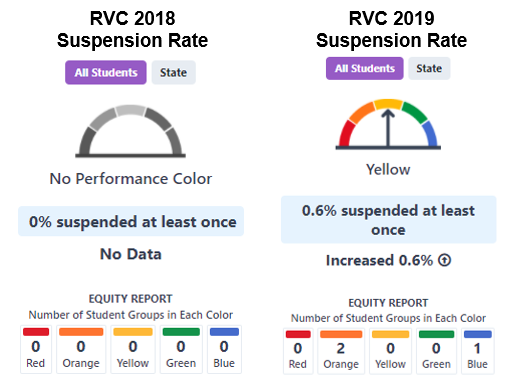 RVC 2018
Suspension Rate
All Students State
No Performance Color
0% suspended at least once
No Data
EQUITY REPORT
Number of Student Groups in Each Color
0 0 0 0 0
Red Orange Yellow Green Blue
RVC 2019
Suspension Rate
All Students State
Yellow
0.6% suspended at least
once
Increased 0.6%
EQUITY REPORT
Number of Student Groups in Each Color
0 2 0 0 1
Red Orange Yellow Green Blue